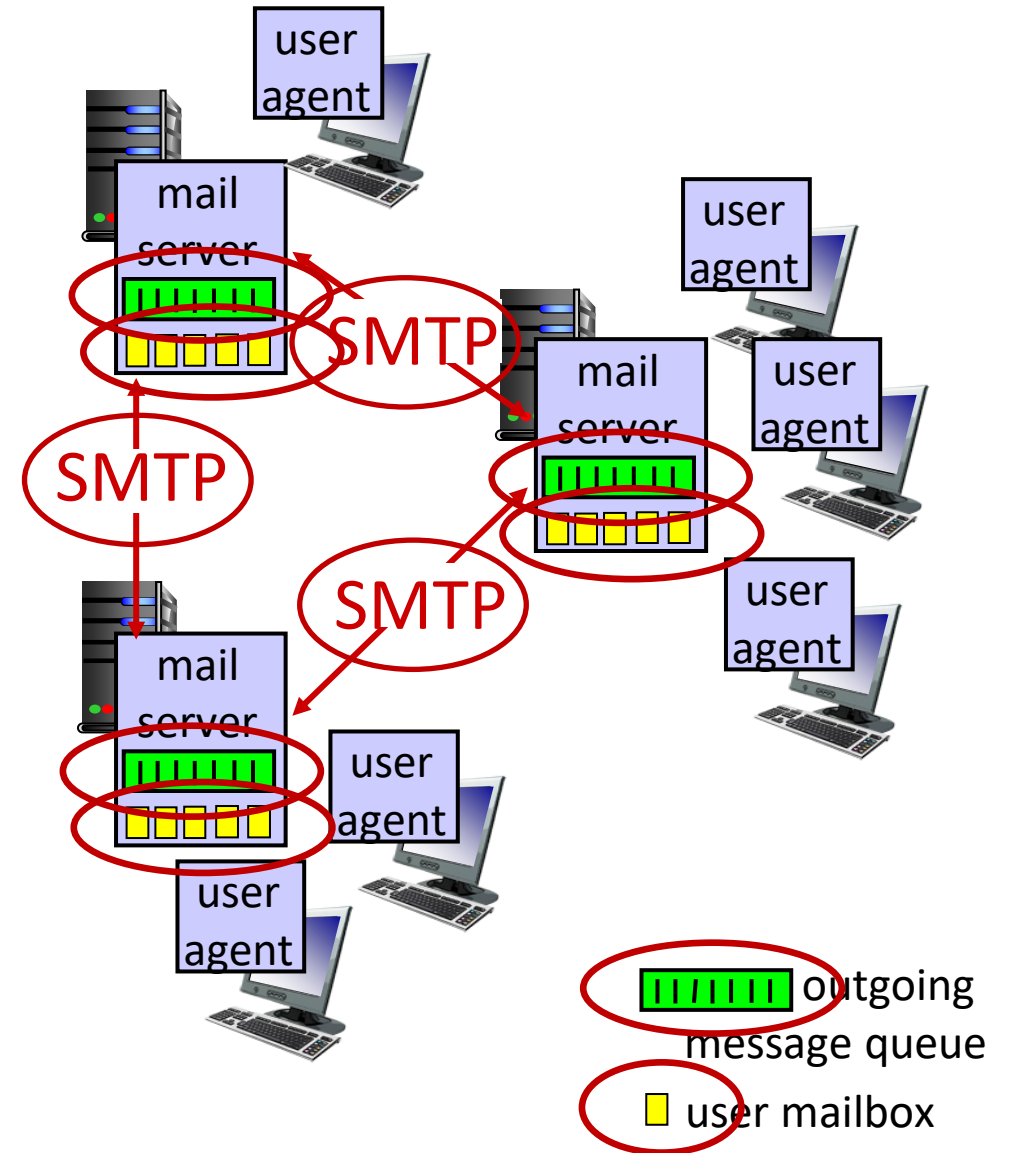 user
agent
mail
server
SMTP
user
agent
mail
server
user
agent
SMTP
SMTP
user
agent
mail
server
user
agent
user
agent
outgoing
message queue
user mailbox